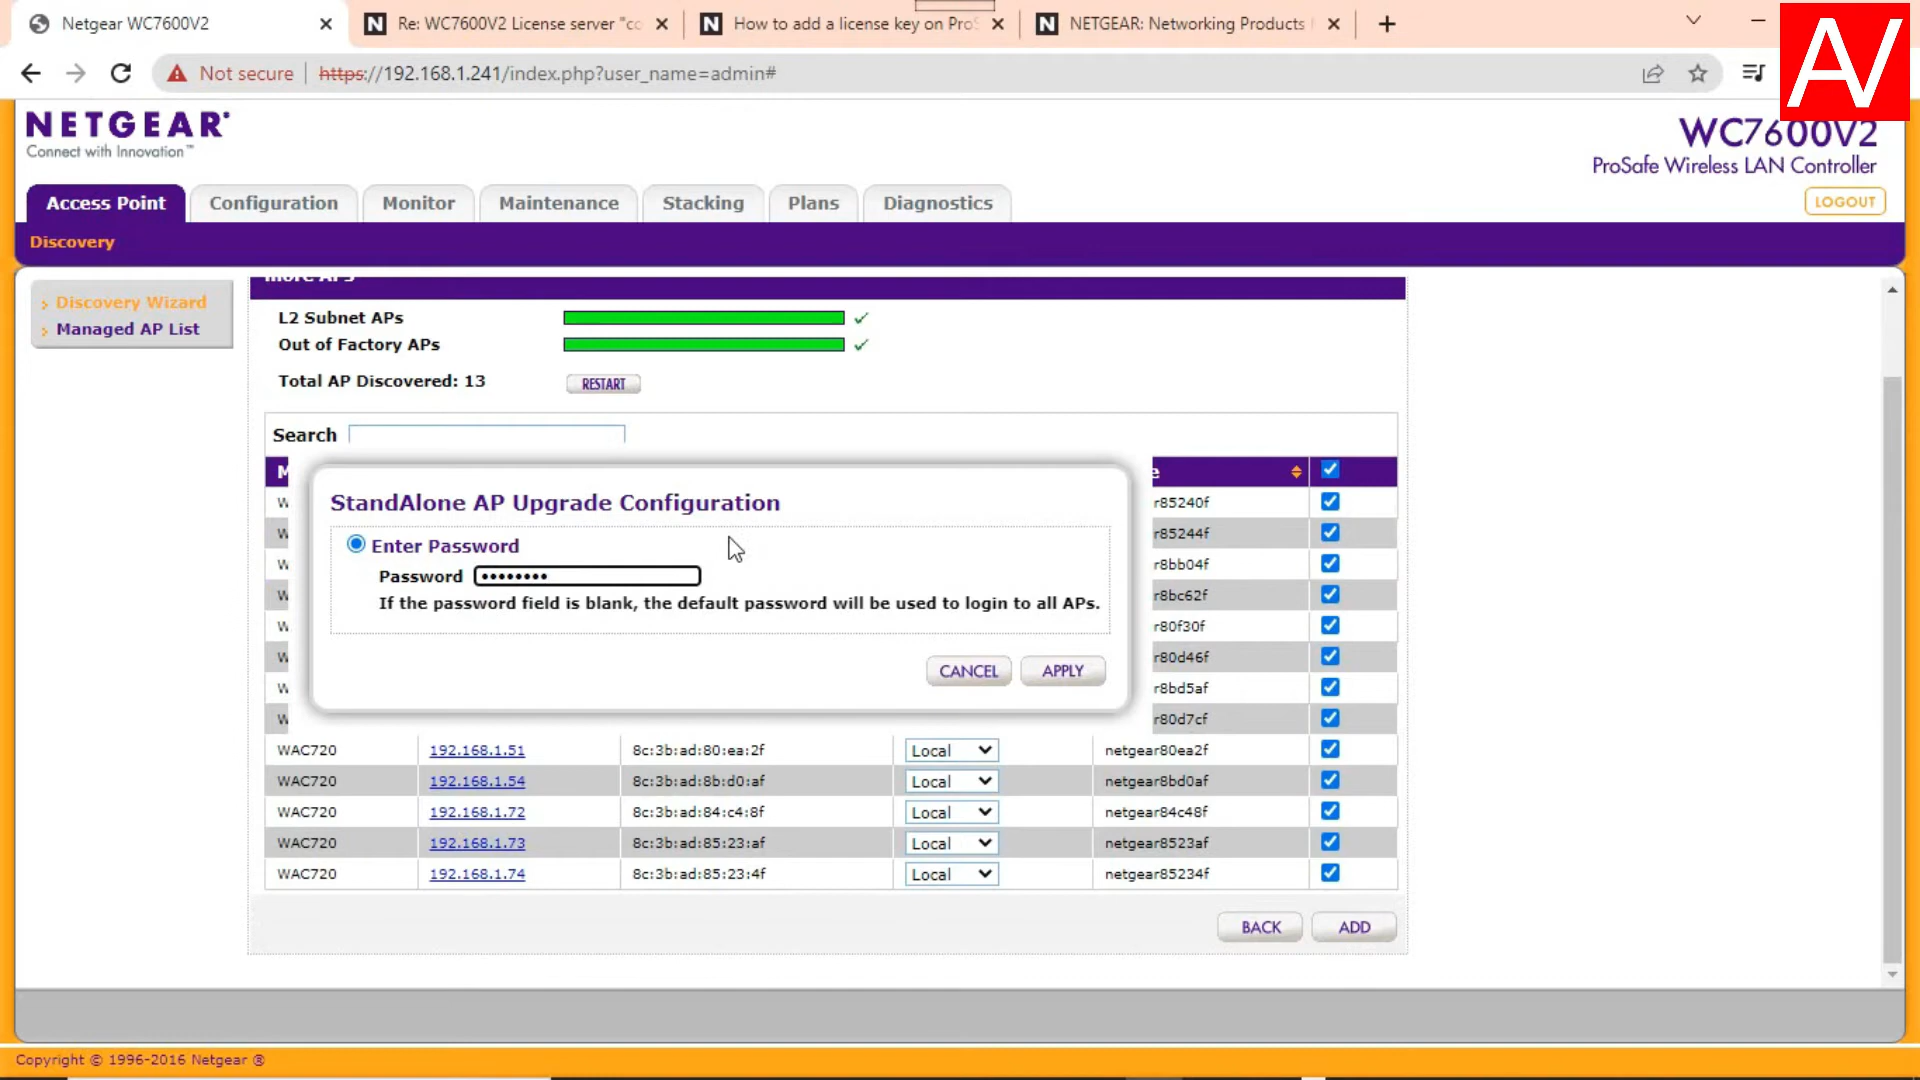 Netgear WC7600V2
Re: WC7600V2 License server "co
How to add a license key on ProS
NETGEAR: Networking Products
Not secure
https://192.168.1.241/index.php?user_name=admin#
AV
NETGEAR®
Connect with Innovation™
WC7600V2
ProSafe Wireless LAN Controller
Access Point
Configuration
Monitor
Maintenance
Stacking
Plans
Diagnostics
LOGOUT
Discovery
Discovery Wizard
Managed AP List
more APs
L2 Subnet APs
Out of Factory APs
Total AP Discovered: 13
RESTART
Search
StandAlone AP Upgrade Configuration
Enter Password
Password ••••••••
If the password field is blank, the default password will be used to login to all APs.
CANCEL
APPLY
r85240f
r85244f
r8bb04f
r8bc62f
r80f30f
r80d46f
r8bd5af
r80d7cf
WAC720 192.168.1.51 8c:3b:ad:80:ea:2f Local netgear80ea2f
WAC720 192.168.1.54 8c:3b:ad:8b:d0:af Local netgear8bd0af
WAC720 192.168.1.72 8c:3b:ad:84:c4:8f Local netgear84c48f
WAC720 192.168.1.73 8c:3b:ad:85:23:af Local netgear8523af
WAC720 192.168.1.74 8c:3b:ad:85:23:4f Local netgear85234f
BACK
ADD
Copyright © 1996-2016 Netgear ®